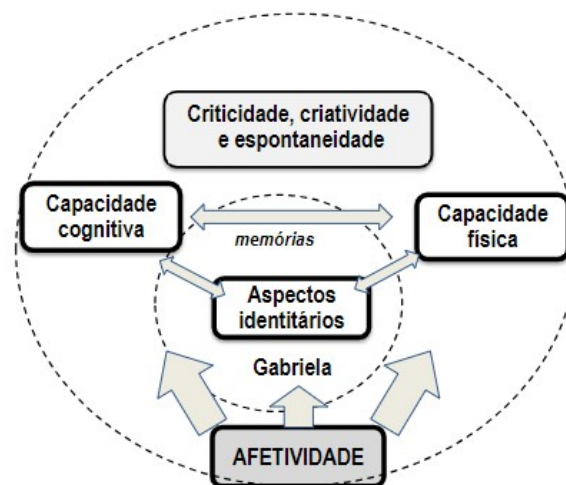 Criticidade, criatividade
e espontaneidade
Capacidade
cognitiva
Capacidade
física
memórias
Aspectos
identitários
Gabriela
AFETIVIDADE